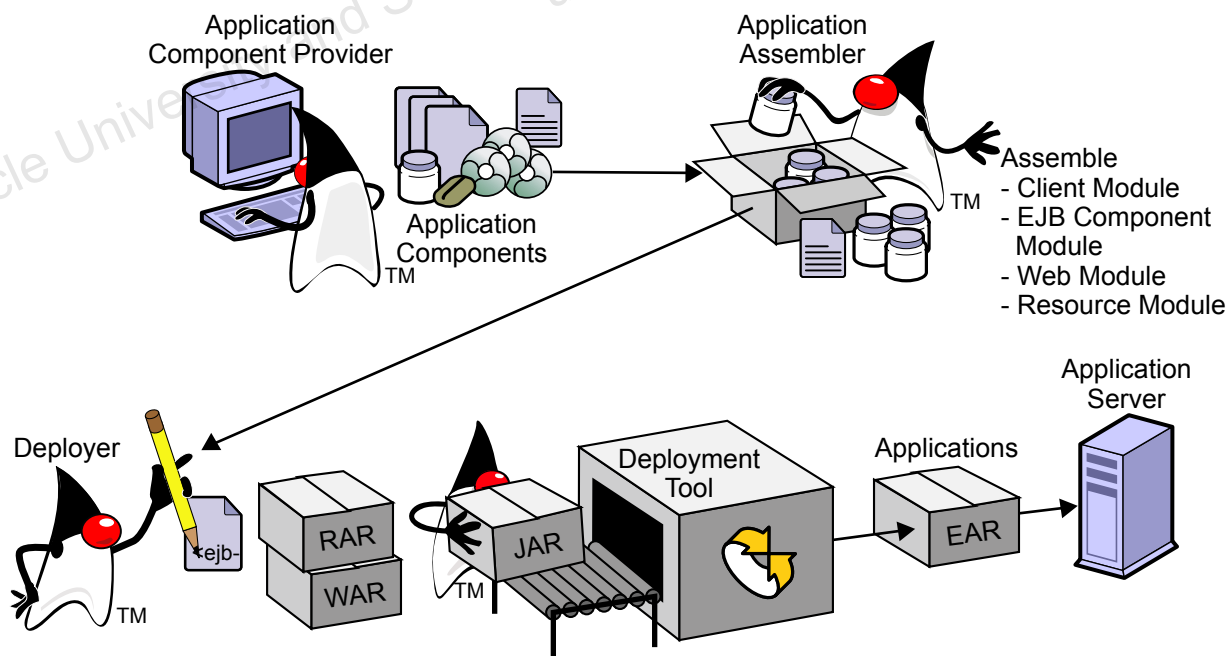 Application
Component Provider
Application
Assembler
Application
Components
TM
Assemble
- Client Module
- EJB Component
Module
- Web Module
- Resource Module
TM
Application
Server
Deployer
<ejb-
TM
RAR
WAR
JAR
TM
Deployment
Tool
Applications
EAR